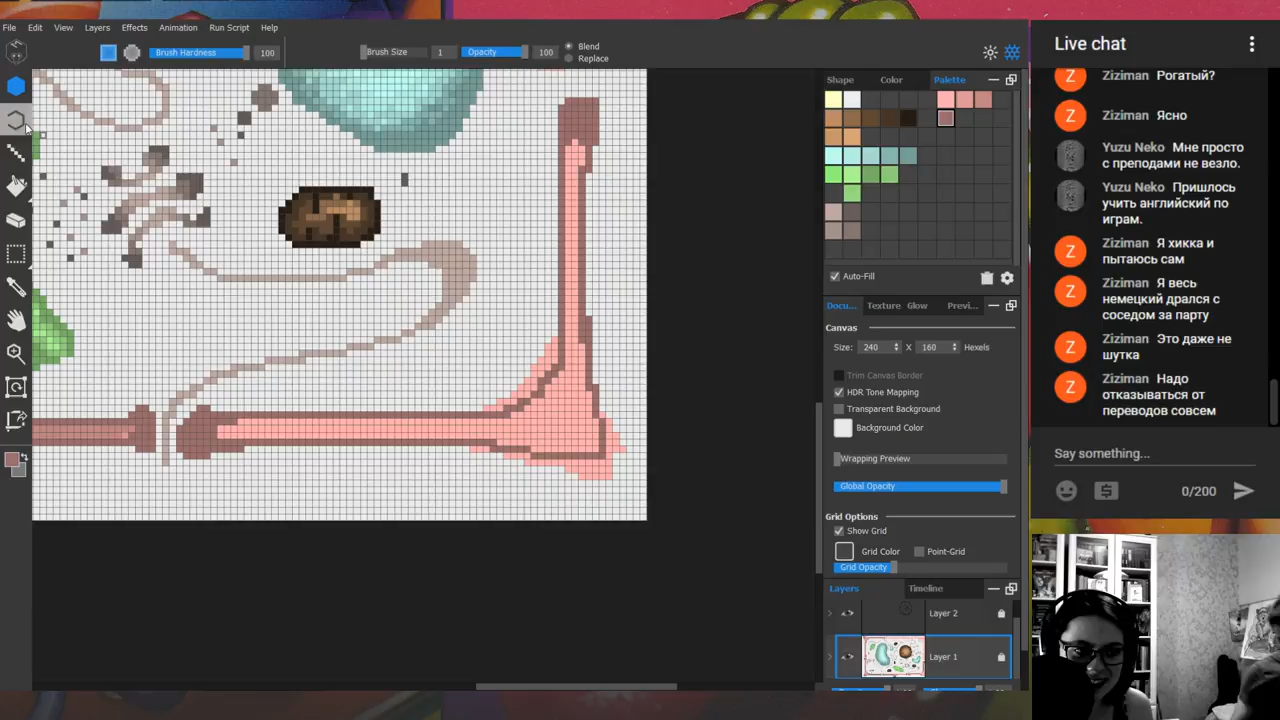 File Edit View Layers Effects Animation Run Script Help
Brush Hardness 100 Brush Size 1 Opacity 100 Blend
Replace
Shape Color Palette
Auto-Fill
Docu... Texture Glow Previ...
Canvas
Size: 240 X 160 Hexels
Trim Canvas Border
HDR Tone Mapping
Transparent Background
Background Color
Wrapping Preview
Global Opacity
Grid Options
Show Grid
Grid Color Point-Grid
Grid Opacity
Layers Timeline
Layer 2
Layer 1
Live chat
Z Ziziman Рогатый?
Z Ziziman Ясно
Yuzu Neko Мне просто
с преподами не везло.
Yuzu Neko Пришлось
учить английский по
играм.
Z Ziziman Я хикка и
пытаюсь сам
Z Ziziman Я весь
немецкий дрался с
соседом за парту
Z Ziziman Это даже не
шутка
Z Ziziman Надо
отказываться от
переводов совсем
Say something...
0/200